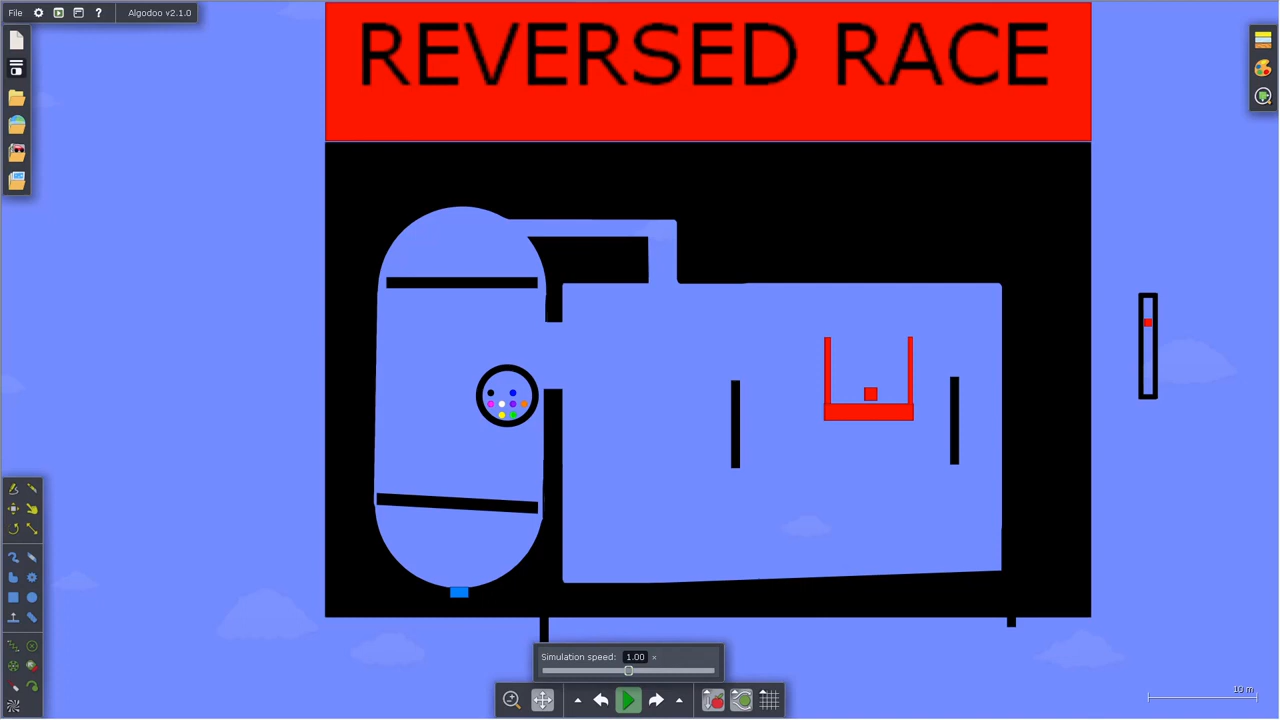 File ? Algodoo v2.1.0
REVERSED RACE
Simulation speed: 1.00 ×
10 m